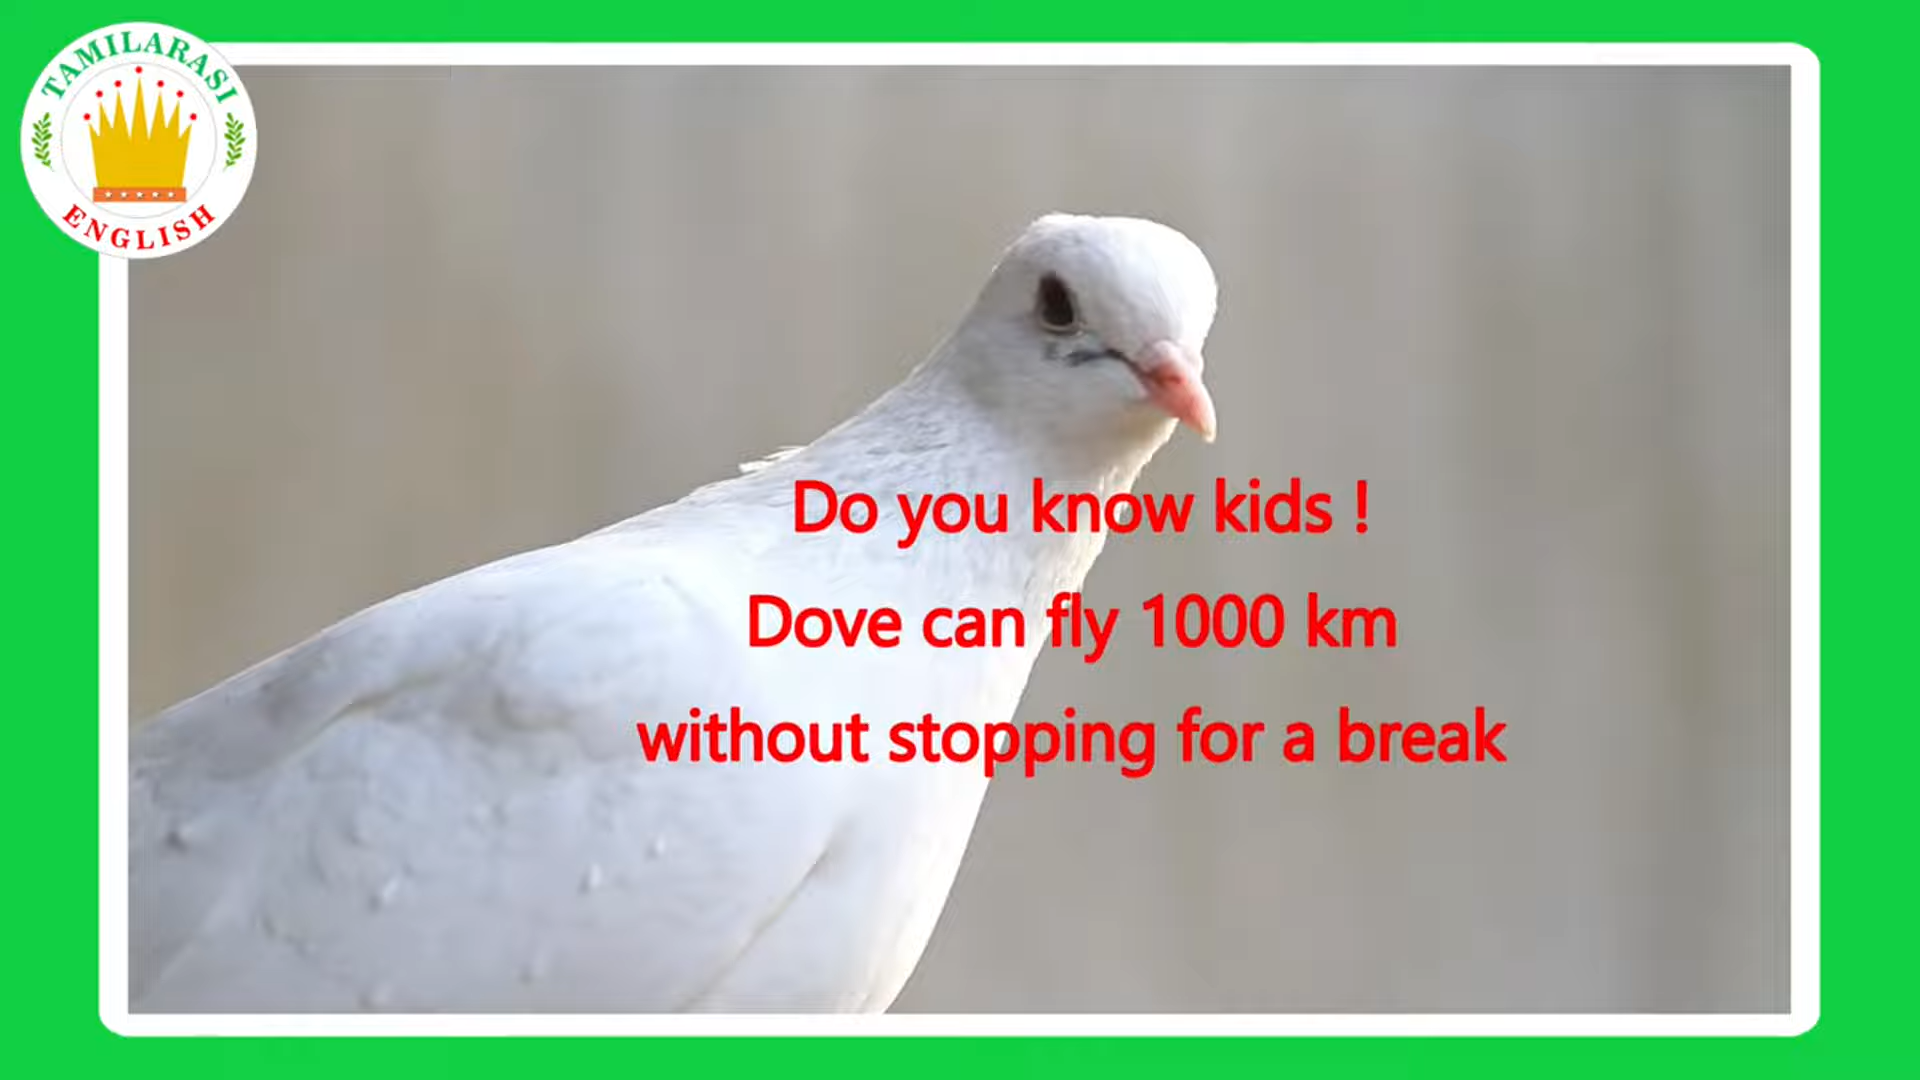 TAMILARASI
ENGLISH
Do you know kids !
Dove can fly 1000 km
without stopping for a break